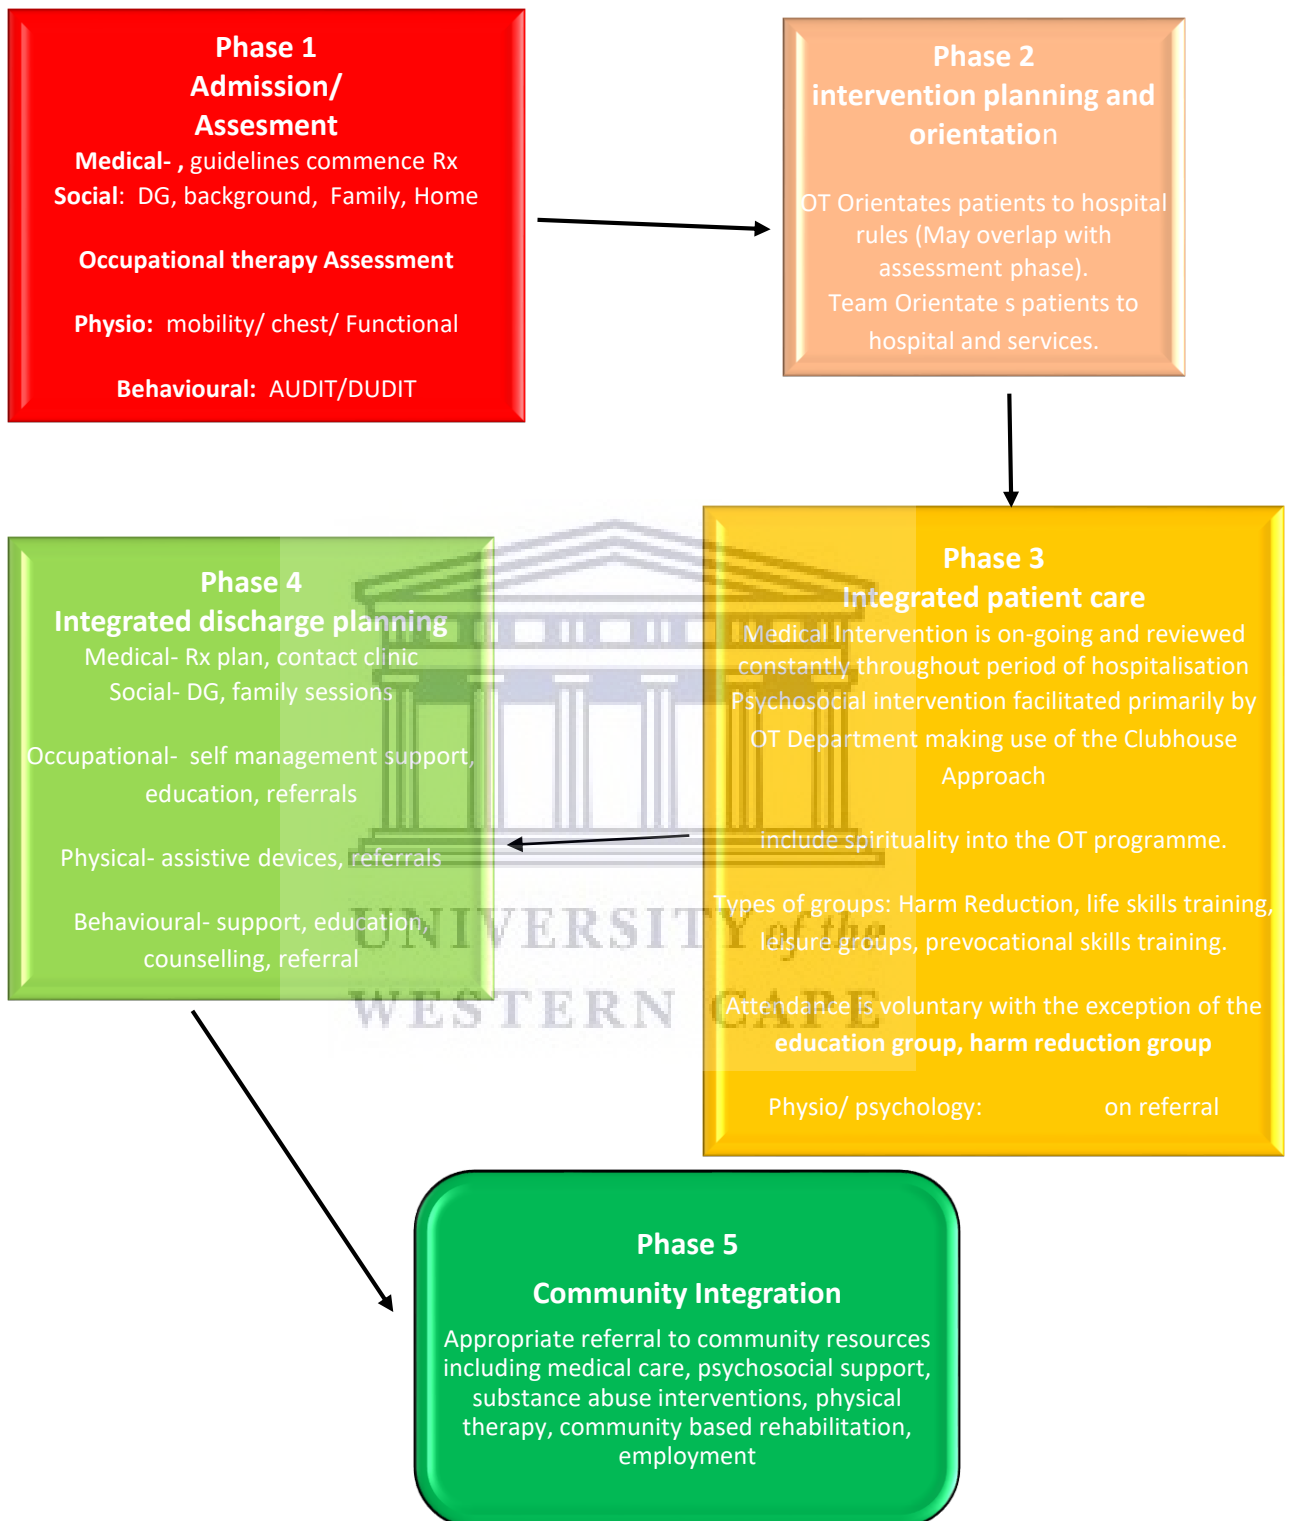 Phase 1
Admission/
Assesment
Medical- , guidelines commence Rx
Social: DG, background, Family, Home
Occupational therapy Assessment
Physio: mobility/ chest/ Functional
Behavioural: AUDIT/DUDIT
Phase 2
intervention planning and
orientation
OT Orientates patients to hospital
rules (May overlap with
assessment phase).
Team Orientate s patients to
hospital and services.
Phase 3
Integrated patient care
Medical Intervention is on-going and reviewed
constantly throughout period of hospitalisation
Psychosocial intervention facilitated primarily by
OT Department making use of the Clubhouse
Approach
include spirituality into the OT programme.
Types of groups: Harm Reduction, life skills training,
leisure groups, prevocational skills training.
Attendance is voluntary with the exception of the
education group, harm reduction group
Physio/ psychology: on referral
Phase 4
Integrated discharge planning
Medical- Rx plan, contact clinic
Social- DG, family sessions
Occupational- self management support,
education, referrals
Physical- assistive devices, referrals
Behavioural- support, education,
counselling, referral
UNIVERSITY of the
WESTERN CAPE
Phase 5
Community Integration
Appropriate referral to community resources
including medical care, psychosocial support,
substance abuse interventions, physical
therapy, community based rehabilitation,
employment